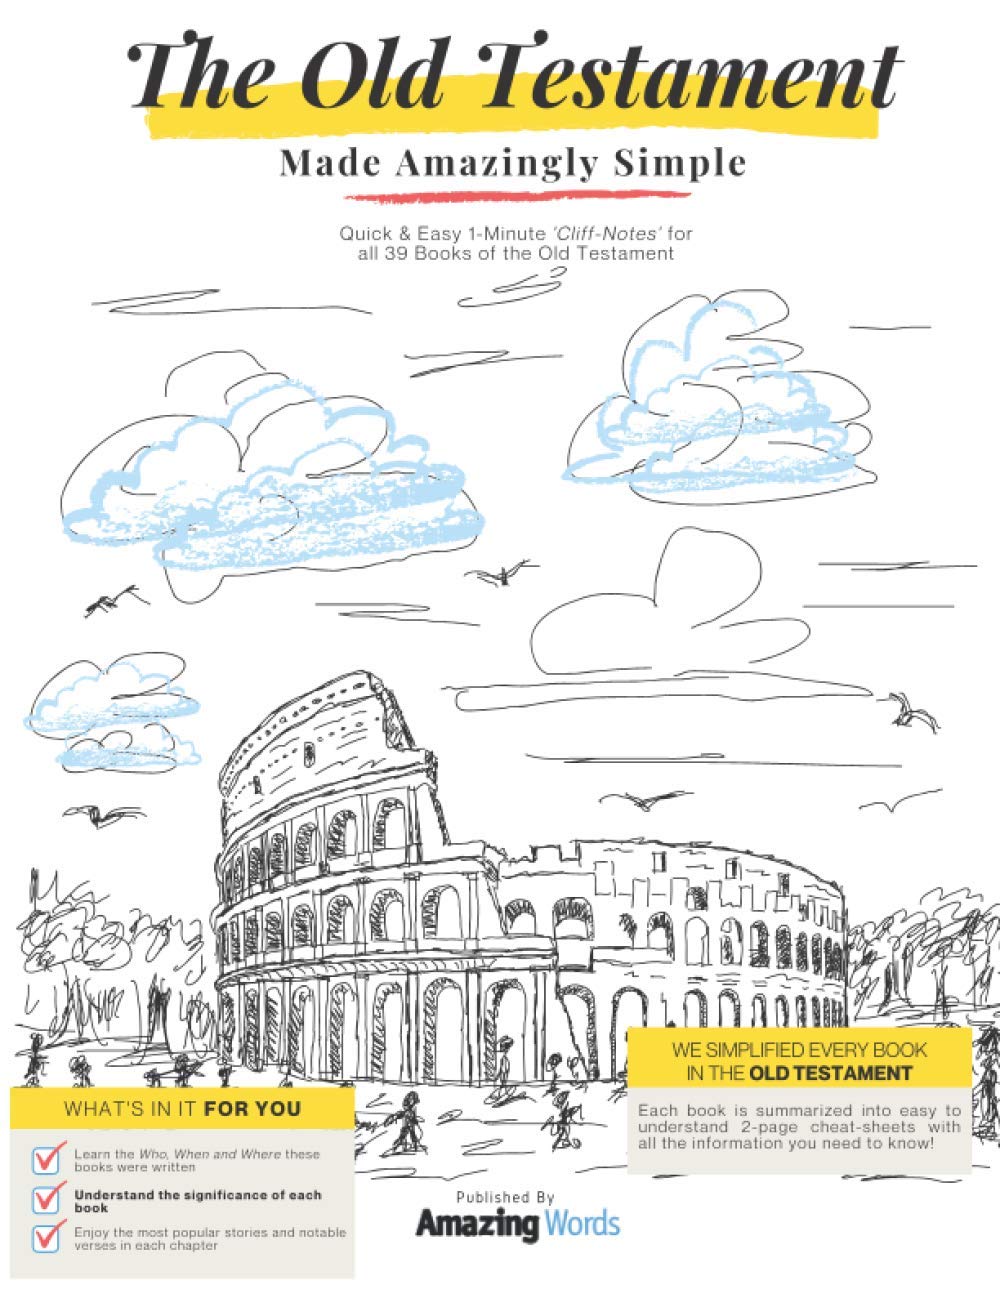 The Old Testament
Made Amazingly Simple
Quick & Easy 1-Minute 'Cliff-Notes' for
all 39 Books of the Old Testament
WE SIMPLIFIED EVERY BOOK
IN THE OLD TESTAMENT
Each book is summarized into easy to
understand 2-page cheat-sheets with
all the information you need to know!
WHAT'S IN IT FOR YOU
Learn the Who, When and Where these
books were written
Understand the significance of each
book
Enjoy the most popular stories and notable
verses in each chapter
Published By
Amazing Words